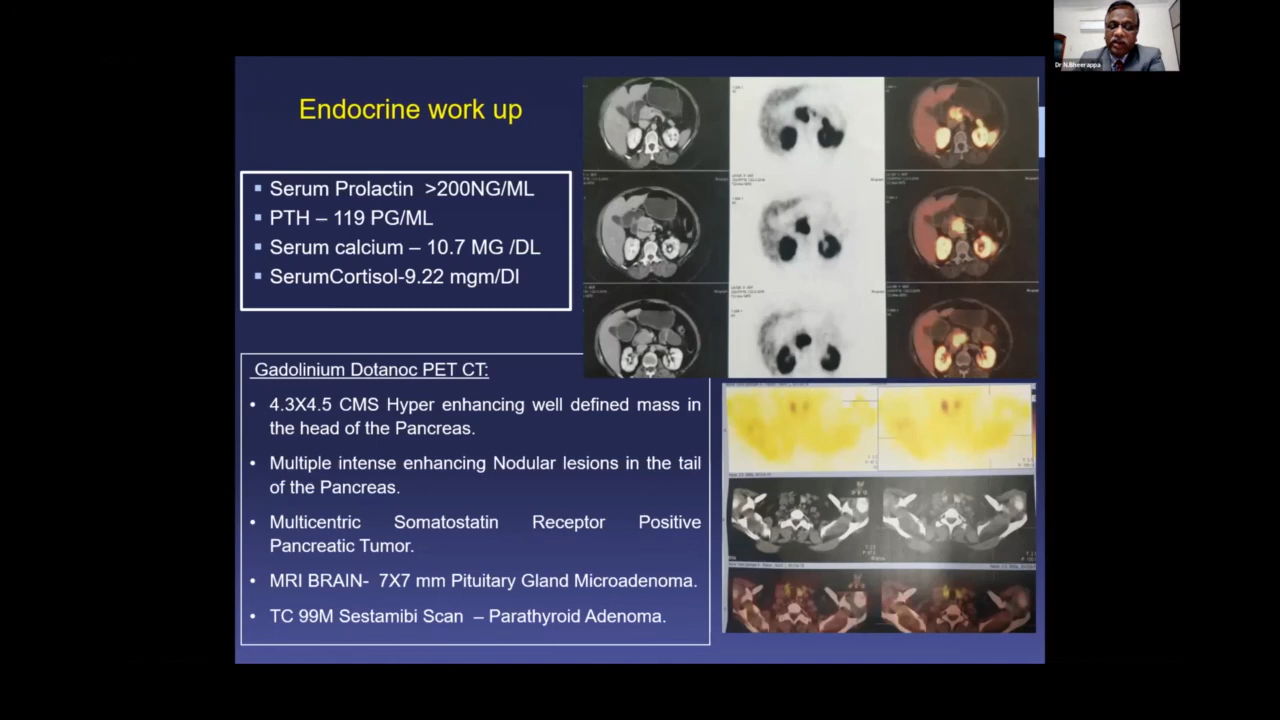 Dr N.Bheerappa
Endocrine work up
▪ Serum Prolactin >200NG/ML
▪ PTH – 119 PG/ML
▪ Serum calcium – 10.7 MG /DL
▪ SerumCortisol-9.22 mgm/Dl
Gadolinium Dotanoc PET CT:
• 4.3X4.5 CMS Hyper enhancing well defined mass in
the head of the Pancreas.
• Multiple intense enhancing Nodular lesions in the tail
of the Pancreas.
• Multicentric Somatostatin Receptor Positive
Pancreatic Tumor.
• MRI BRAIN- 7X7 mm Pituitary Gland Microadenoma.
• TC 99M Sestamibi Scan – Parathyroid Adenoma.